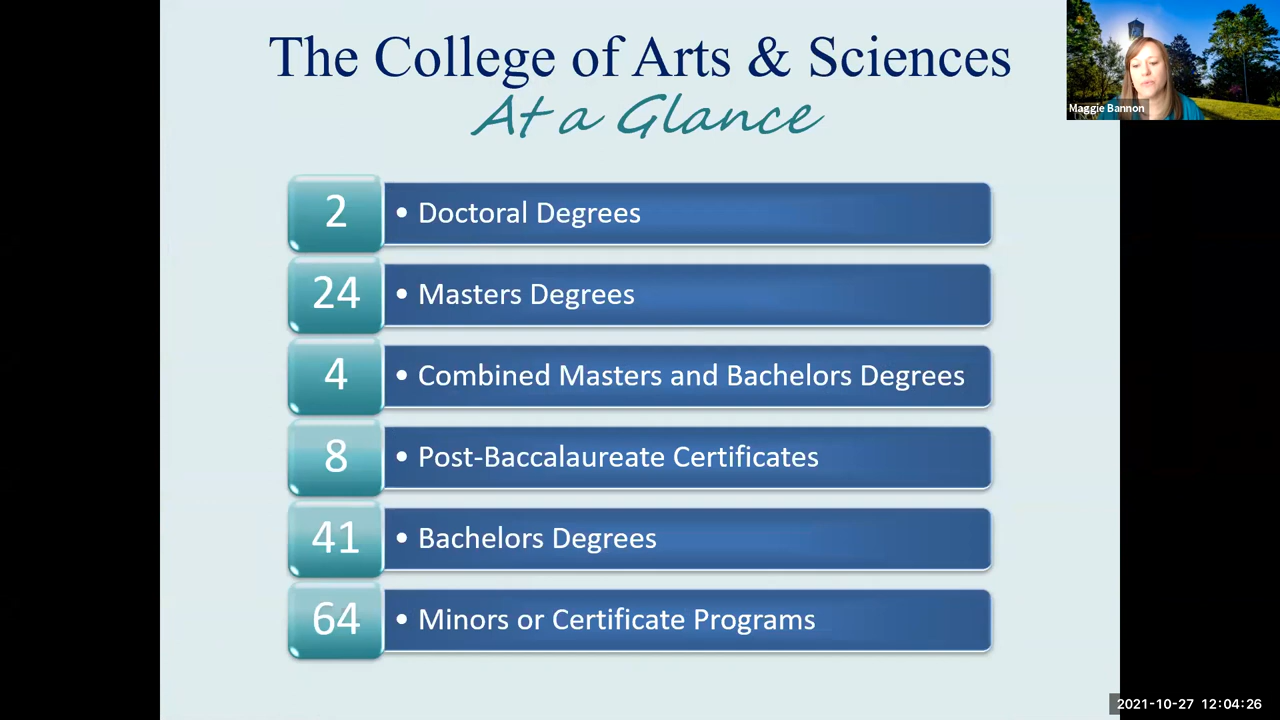 The College of Arts & Sciences
At a Glance
Maggie Bannon
2
• Doctoral Degrees
24
• Masters Degrees
4
• Combined Masters and Bachelors Degrees
8
• Post-Baccalaureate Certificates
41
• Bachelors Degrees
64
• Minors or Certificate Programs
2021-10-27 12:04:26